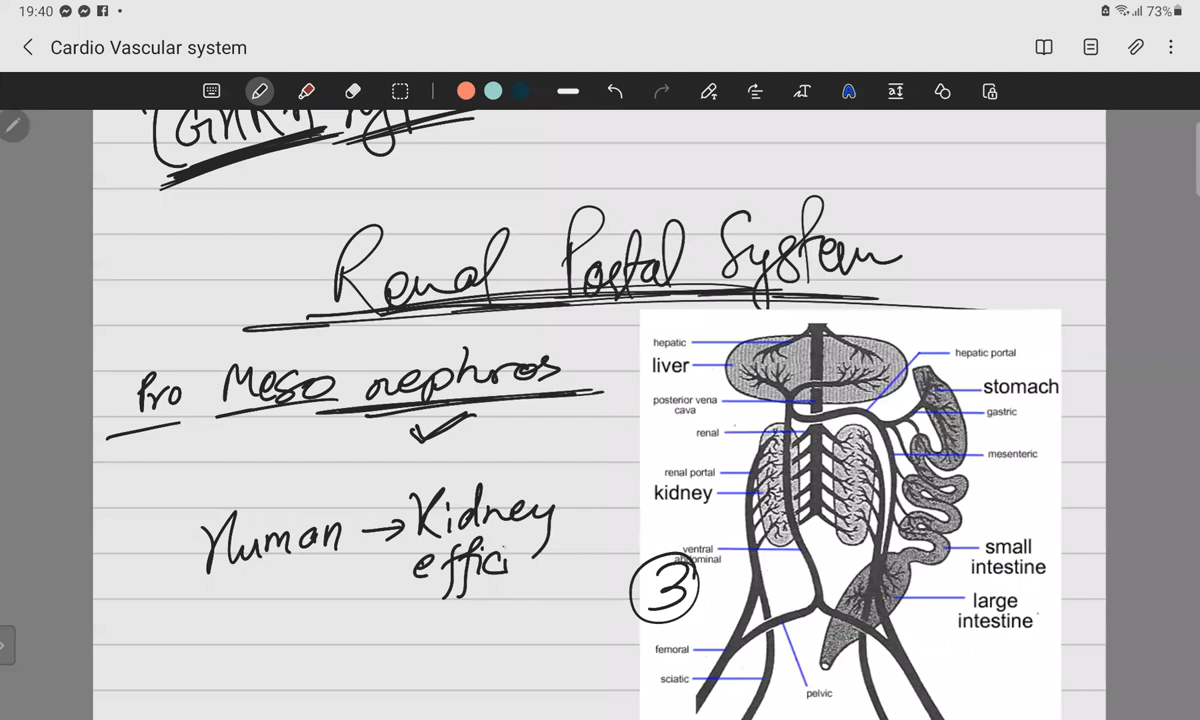 19:40
73%
Cardio Vascular system
Renal Portal System
Pro Meso nephros
Human → Kidney
effici
3
hepatic
liver
posterior vena
cava
renal
renal portal
kidney
ventral
abdominal
femoral
sciatic
pelvic
hepatic portal
stomach
gastric
mesenteric
small
intestine
large
intestine